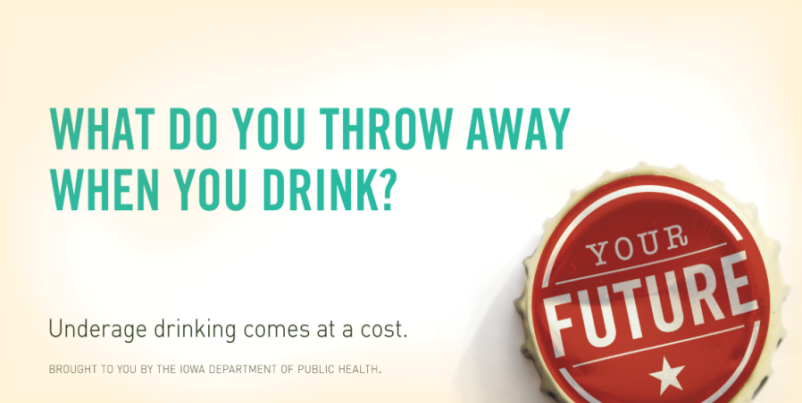 WHAT DO YOU THROW AWAY
WHEN YOU DRINK?
YOUR
FUTURE
Underage drinking comes at a cost.
BROUGHT TO YOU BY THE IOWA DEPARTMENT OF PUBLIC HEALTH.